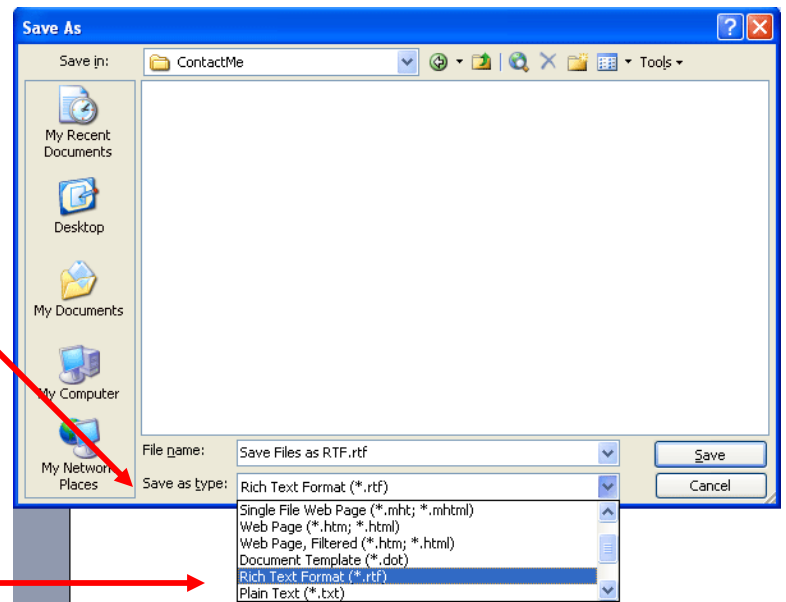 Save As
Save in:
ContactMe
Tools
My Recent
Documents
Desktop
My Documents
My Computer
My Network
Places
File name:
Save Files as RTF.rtf
Save
Save as type:
Rich Text Format (*.rtf)
Cancel
Single File Web Page (*.mht; *.mhtml)
Web Page (*.htm; *.html)
Web Page, Filtered (*.htm; *.html)
Document Template (*.dot)
Rich Text Format (*.rtf)
Plain Text (*.txt)